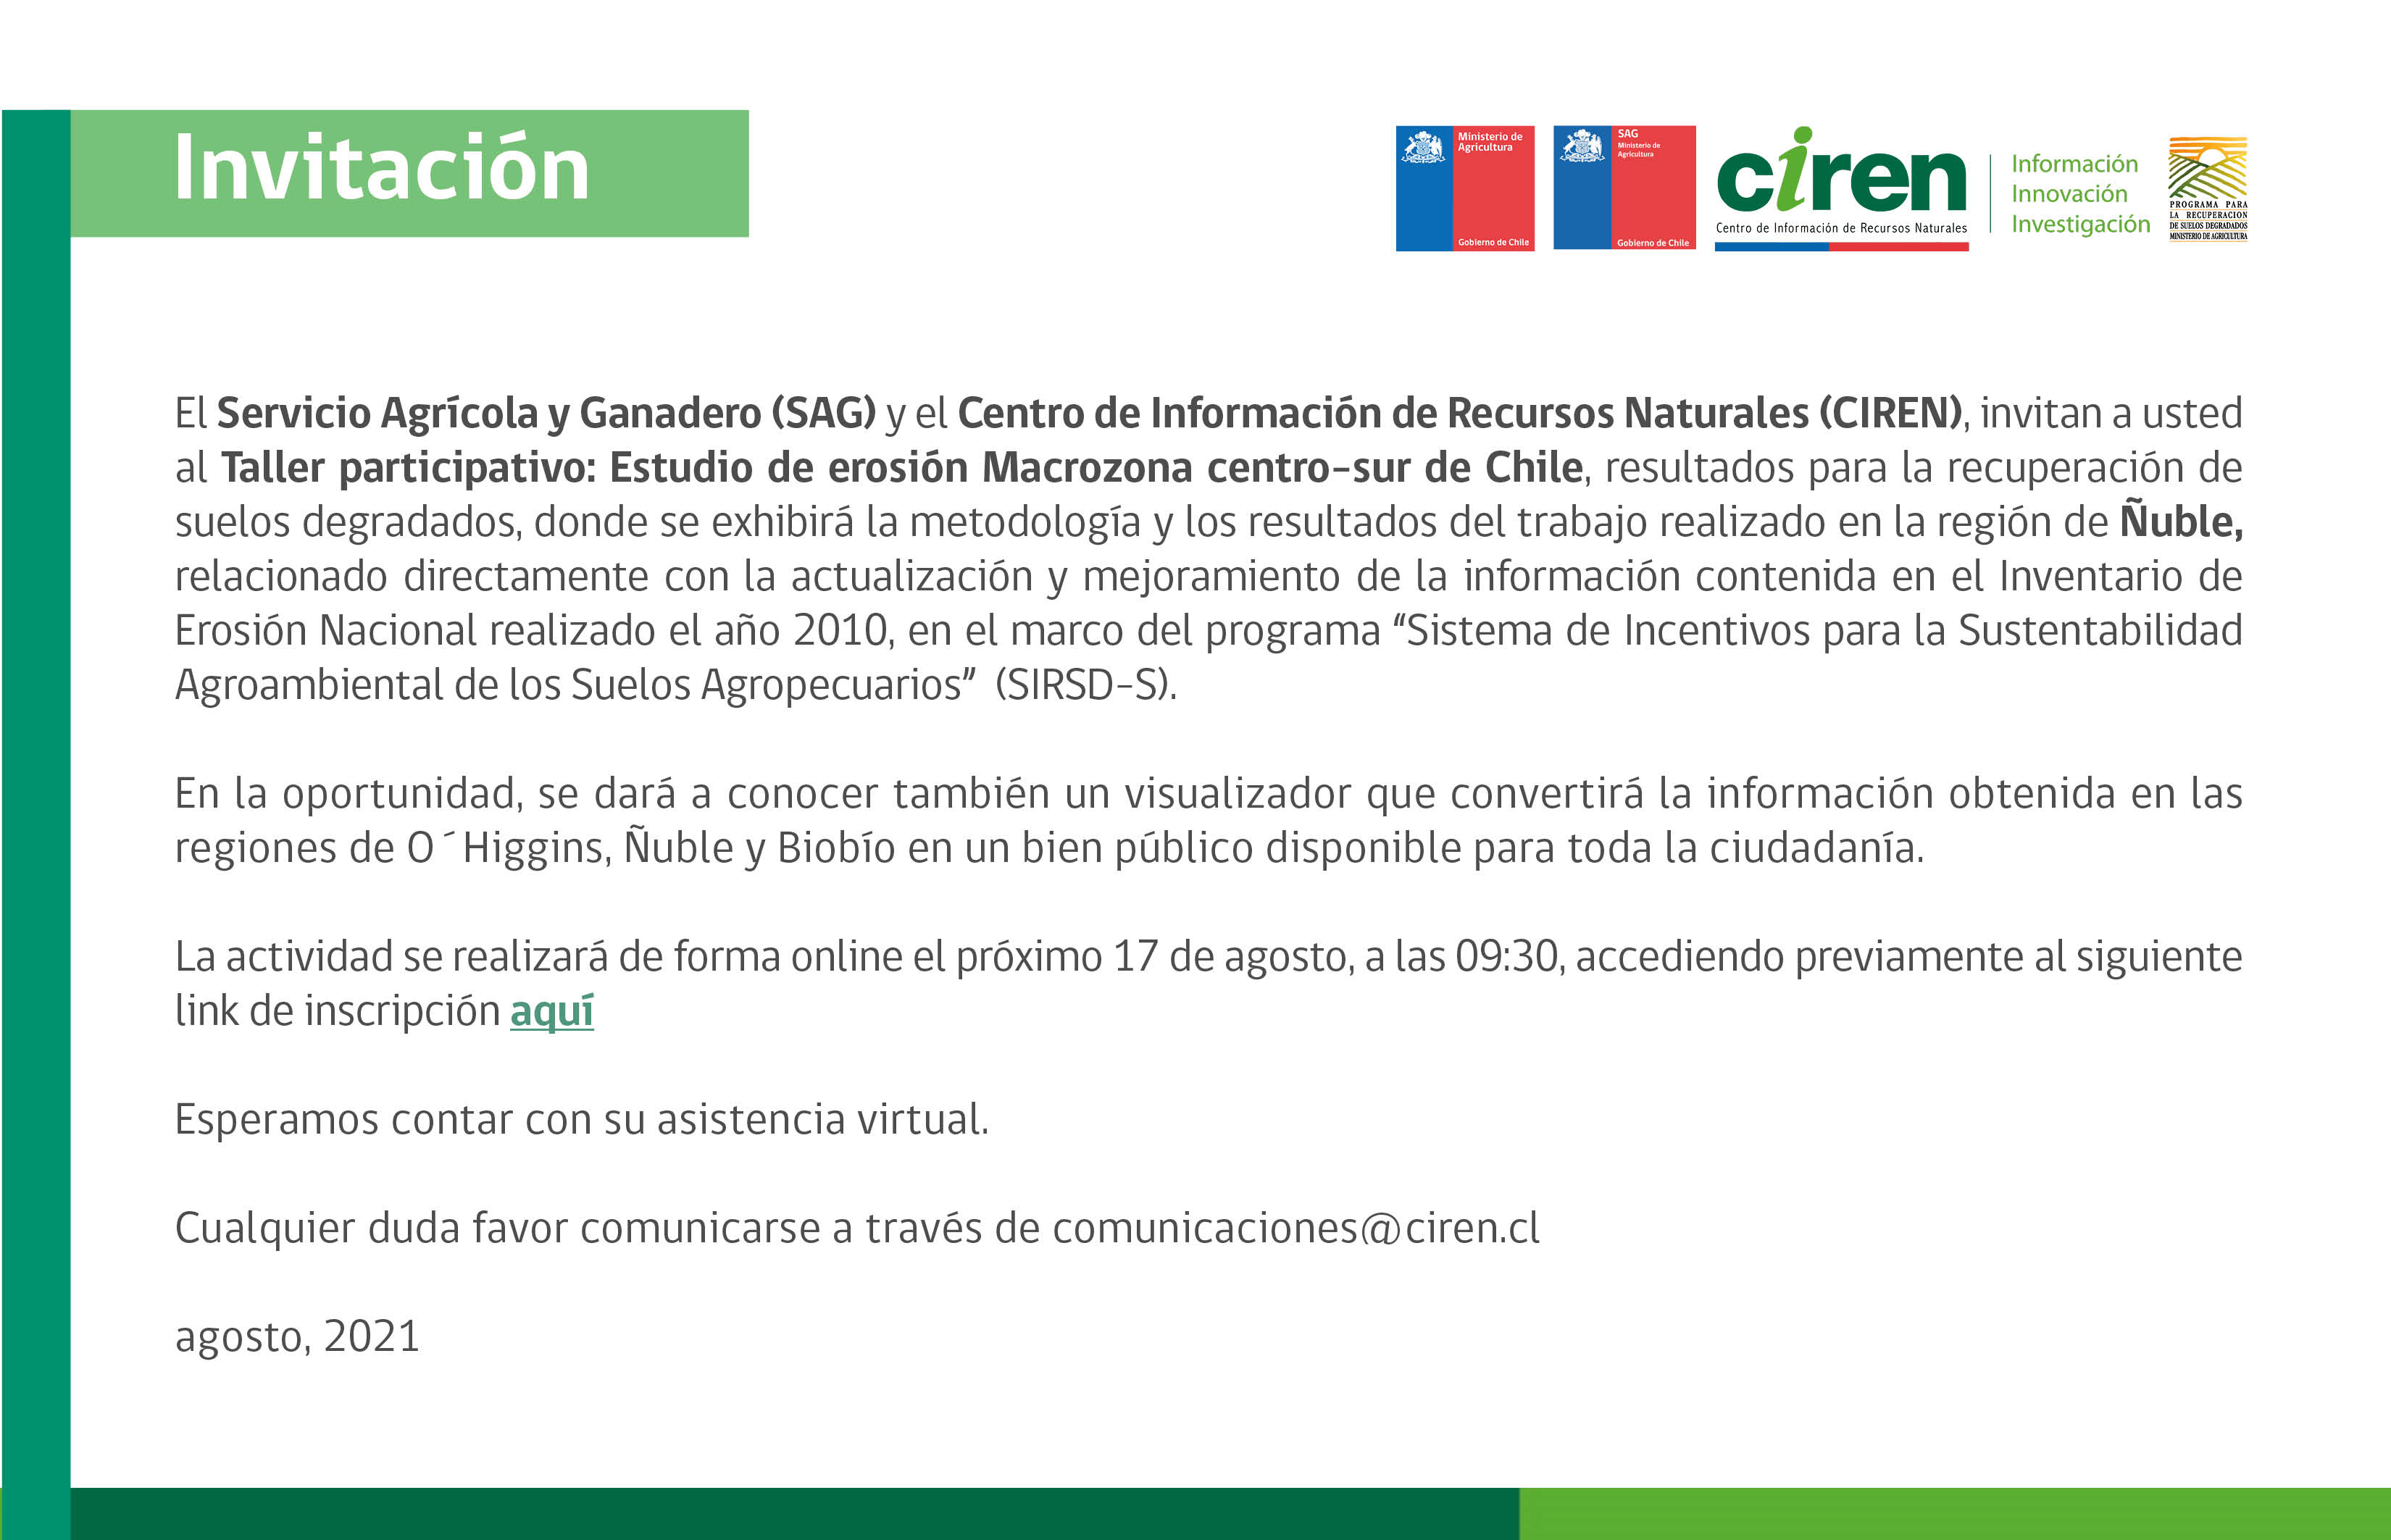 Invitación
Ministerio de
Agricultura
Gobierno de Chile
SAG
Ministerio de
Agricultura
Gobierno de Chile
ciren
Centro de Información de Recursos Naturales
Información
Innovación
Investigación
PROGRAMA PARA
LA RECUPERACION
DE SUELOS DEGRADADOS
MINISTERIO DE AGRICULTURA
El Servicio Agrícola y Ganadero (SAG) y el Centro de Información de Recursos Naturales (CIREN), invitan a usted
al Taller participativo: Estudio de erosión Macrozona centro-sur de Chile, resultados para la recuperación de
suelos degradados, donde se exhibirá la metodología y los resultados del trabajo realizado en la región de Ñuble,
relacionado directamente con la actualización y mejoramiento de la información contenida en el Inventario de
Erosión Nacional realizado el año 2010, en el marco del programa “Sistema de Incentivos para la Sustentabilidad
Agroambiental de los Suelos Agropecuarios” (SIRSD-S).
En la oportunidad, se dará a conocer también un visualizador que convertirá la información obtenida en las
regiones de O´Higgins, Ñuble y Biobío en un bien público disponible para toda la ciudadanía.
La actividad se realizará de forma online el próximo 17 de agosto, a las 09:30, accediendo previamente al siguiente
link de inscripción aquí
Esperamos contar con su asistencia virtual.
Cualquier duda favor comunicarse a través de comunicaciones@ciren.cl
agosto, 2021